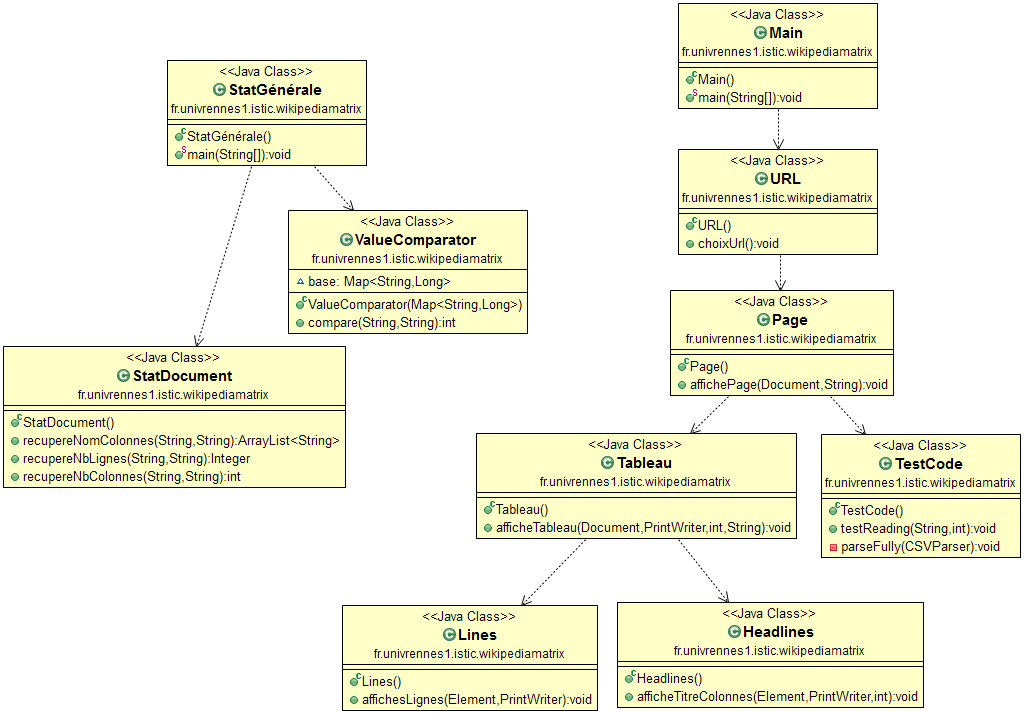 <<Java Class>>
Main
fr.univrennes1.istic.wikipediamatrix
Main()
main(String[]):void
<<Java Class>>
StatGénérale
fr.univrennes1.istic.wikipediamatrix
StatGénérale()
main(String[]):void
<<Java Class>>
URL
fr.univrennes1.istic.wikipediamatrix
URL()
choixUrl():void
<<Java Class>>
ValueComparator
fr.univrennes1.istic.wikipediamatrix
base: Map<String,Long>
ValueComparator(Map<String,Long>)
compare(String,String):int
<<Java Class>>
Page
fr.univrennes1.istic.wikipediamatrix
Page()
affichePage(Document,String):void
<<Java Class>>
StatDocument
fr.univrennes1.istic.wikipediamatrix
StatDocument()
recupereNomColonnes(String,String):ArrayList<String>
recupereNbLignes(String,String):Integer
recupereNbColonnes(String,String):int
<<Java Class>>
Tableau
fr.univrennes1.istic.wikipediamatrix
Tableau()
afficheTableau(Document,PrintWriter,int,String):void
<<Java Class>>
TestCode
fr.univrennes1.istic.wikipediamatrix
TestCode()
testReading(String,int):void
parseFully(CSVParser):void
<<Java Class>>
Lines
fr.univrennes1.istic.wikipediamatrix
Lines()
affichesLignes(Element,PrintWriter):void
<<Java Class>>
Headlines
fr.univrennes1.istic.wikipediamatrix
Headlines()
afficheTitreColonnes(Element,PrintWriter,int):void